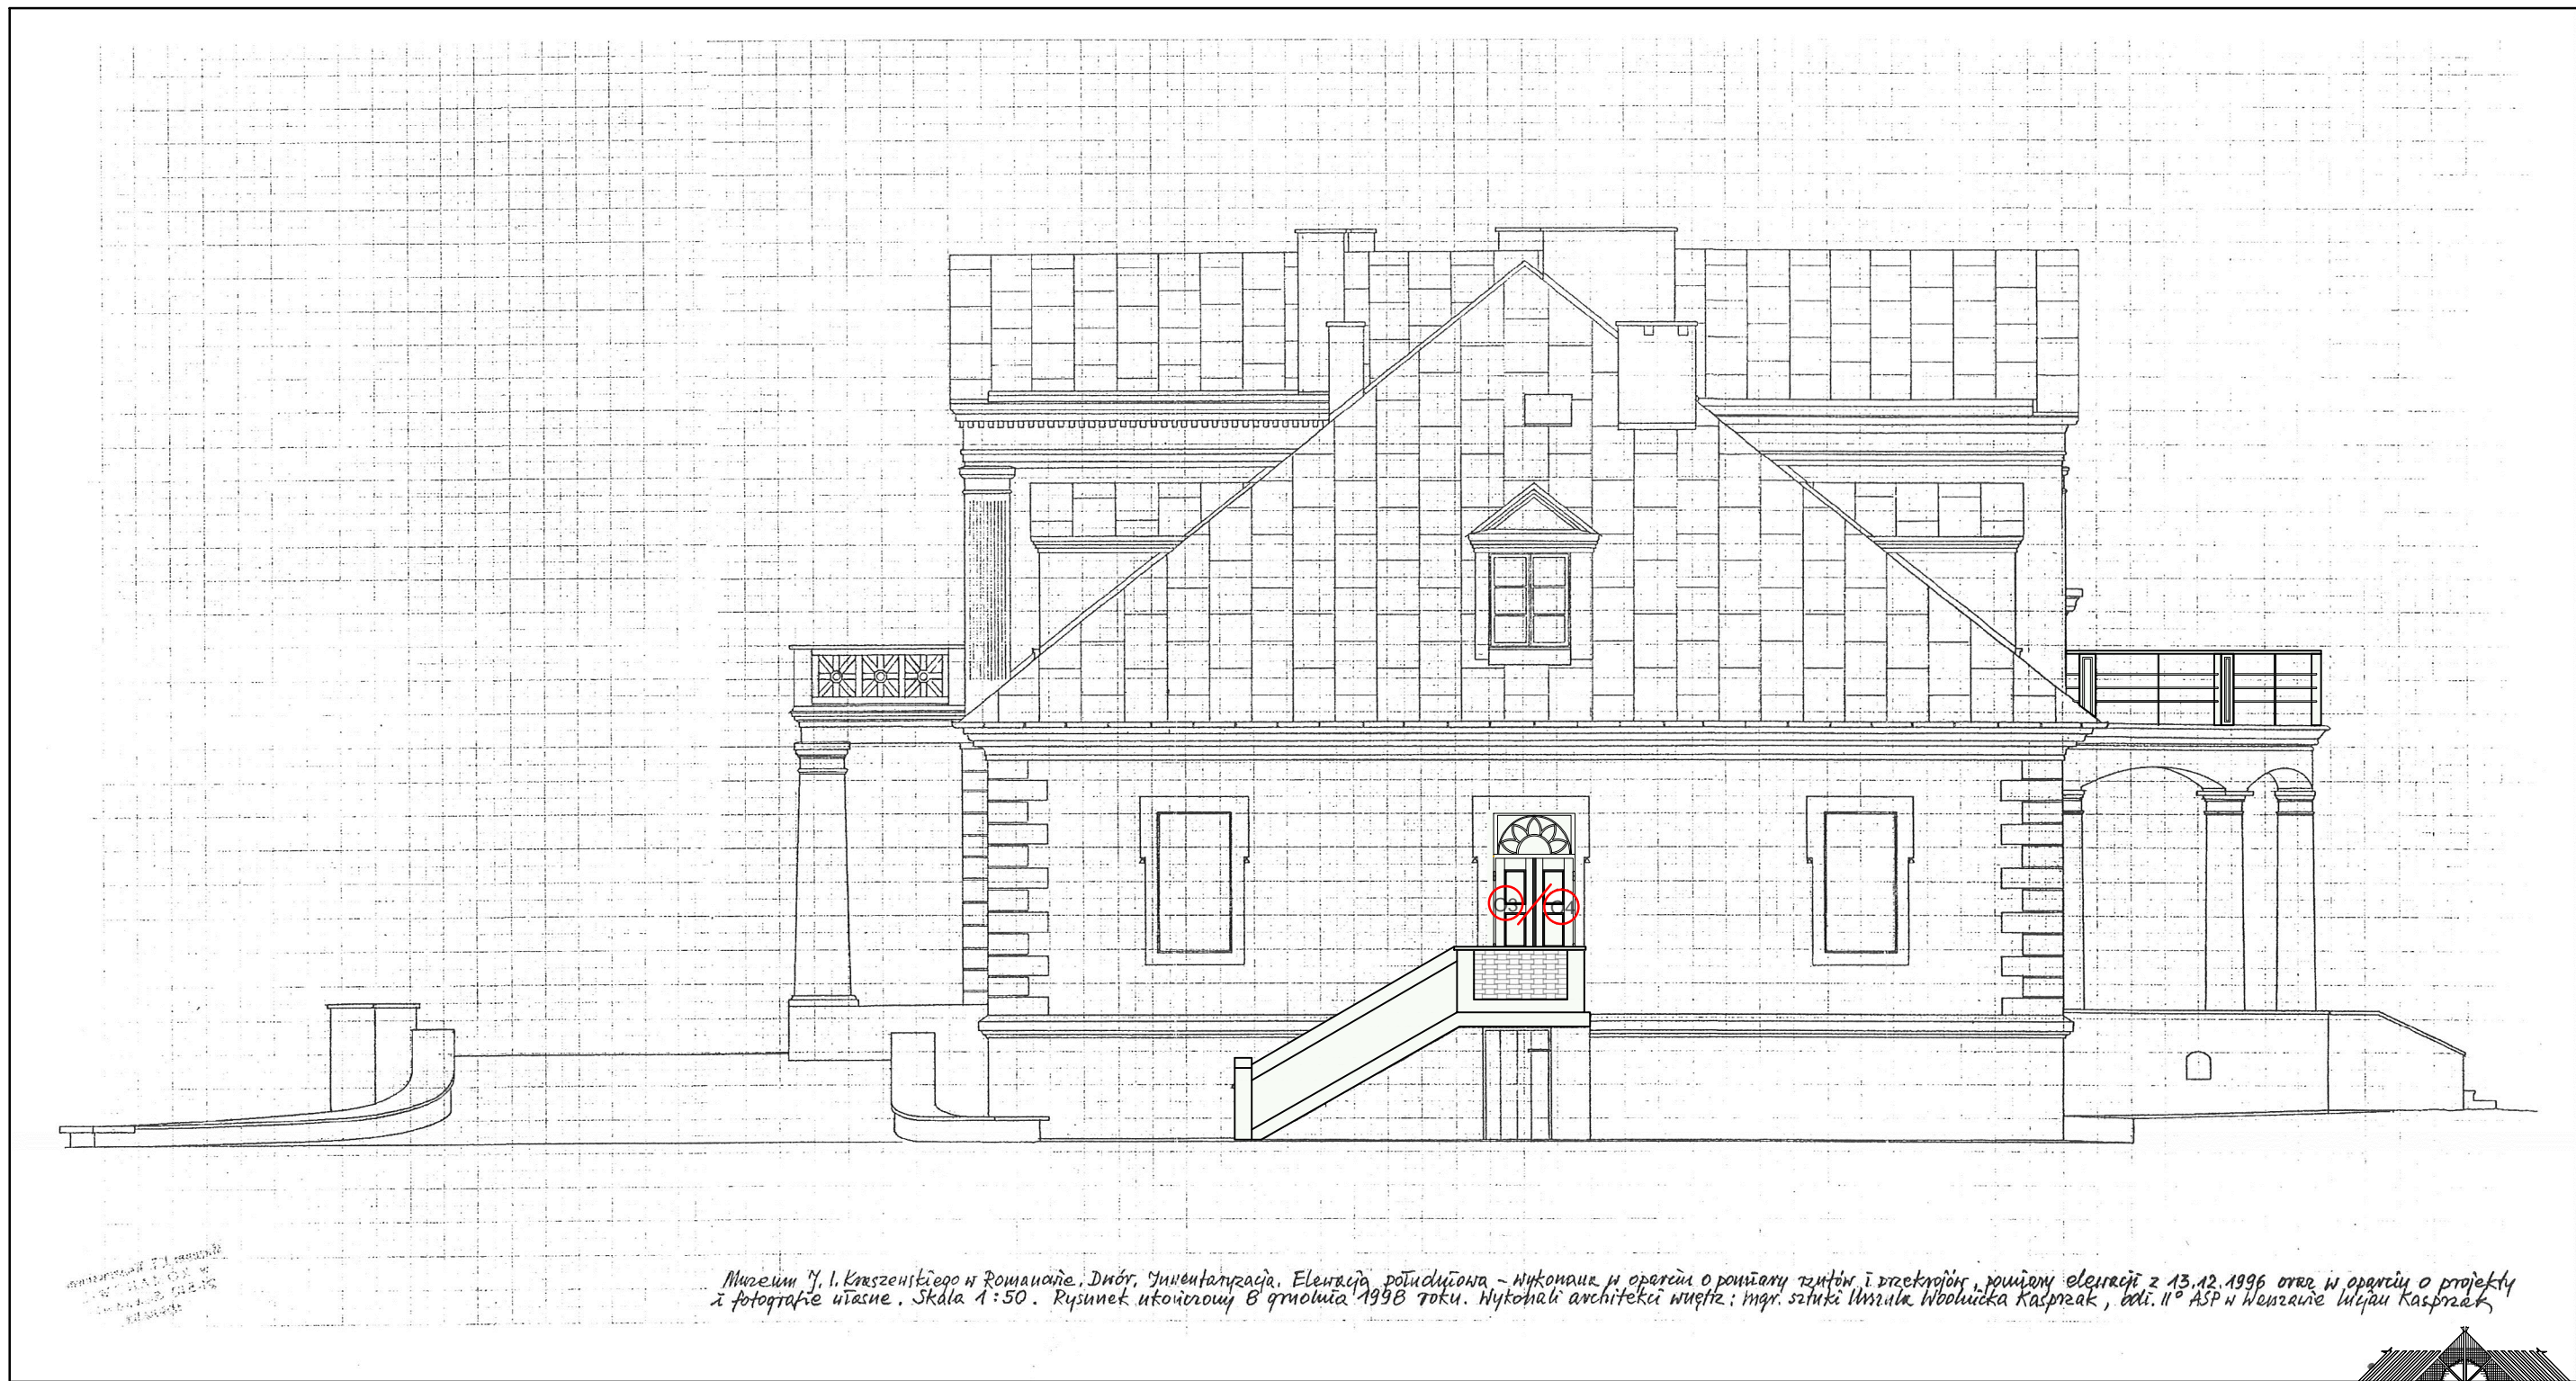 C3 C4
Muzeum J. I. Kraszewskiego w Romanowie. Dwór. Inwentaryzacja. Elewacja południowa - wykonana w oparciu o pomiary rzutów i przekrojów, pomiary elewacji z 13.12.1996 oraz w oparciu o projekty
i fotografie własne. Skala 1:50. Rysunek ukończony 8 grudnia 1998 roku. Wykonali architekci wnętrz: mgr. sztuki Urszula Woolnicka Kasprzak, II° ASP w Warszawie Lucjan Kasprzak